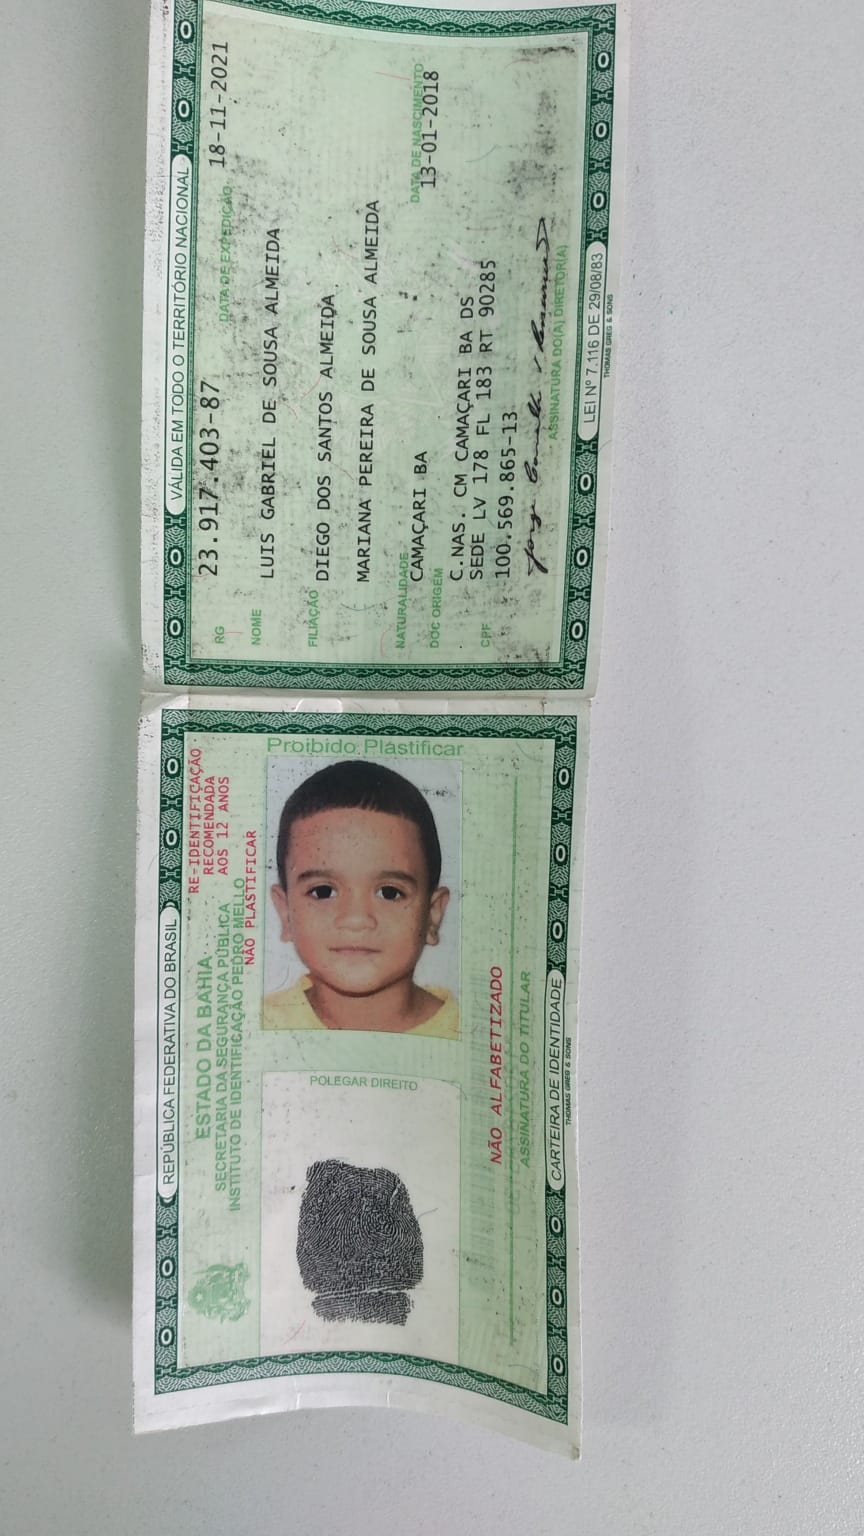 VÁLIDA EM TODO O TERRITÓRIO NACIONAL
RG 23.917.403-87 DATA DE EXPEDIÇÃO 18-11-2021
NOME LUIS GABRIEL DE SOUSA ALMEIDA
FILIAÇÃO DIEGO DOS SANTOS ALMEIDA
MARIANA PEREIRA DE SOUSA ALMEIDA
NATURALIDADE CAMAÇARI BA DATA DE NASCIMENTO 13-01-2018
DOC ORIGEM C.NAS. CM CAMAÇARI BA DS
SEDE LV 178 FL 183 RT 90285
CPF 100.569.865-13
ASSINATURA DO(A) DIRETOR(A)
LEI Nº 7.116 DE 29/08/83
THOMAS GREG & SONS
REPÚBLICA FEDERATIVA DO BRASIL
ESTADO DA BAHIA
SECRETARIA DA SEGURANÇA PÚBLICA
INSTITUTO DE IDENTIFICAÇÃO PEDRO MELLO
RE-IDENTIFICAÇÃO
RECOMENDADA
AOS 12 ANOS
NÃO PLASTIFICAR
Proibido Plastificar
POLEGAR DIREITO
NÃO ALFABETIZADO
ASSINATURA DO TITULAR
CARTEIRA DE IDENTIDADE
THOMAS GREG & SONS